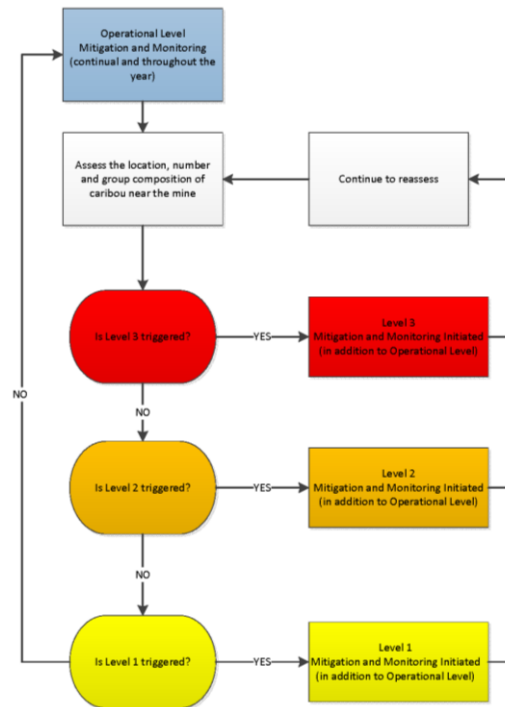 Operational Level
Mitigation and Monitoring
(continual and throughout the
year)
Assess the location, number
and group composition of
caribou near the mine
Continue to reassess
Is Level 3 triggered?
YES
Level 3
Mitigation and Monitoring Initiated
(in addition to Operational Level)
NO
NO
Is Level 2 triggered?
YES
Level 2
Mitigation and Monitoring Initiated
(in addition to Operational Level)
NO
Is Level 1 triggered?
YES
Level 1
Mitigation and Monitoring Initiated
(in addition to Operational Level)